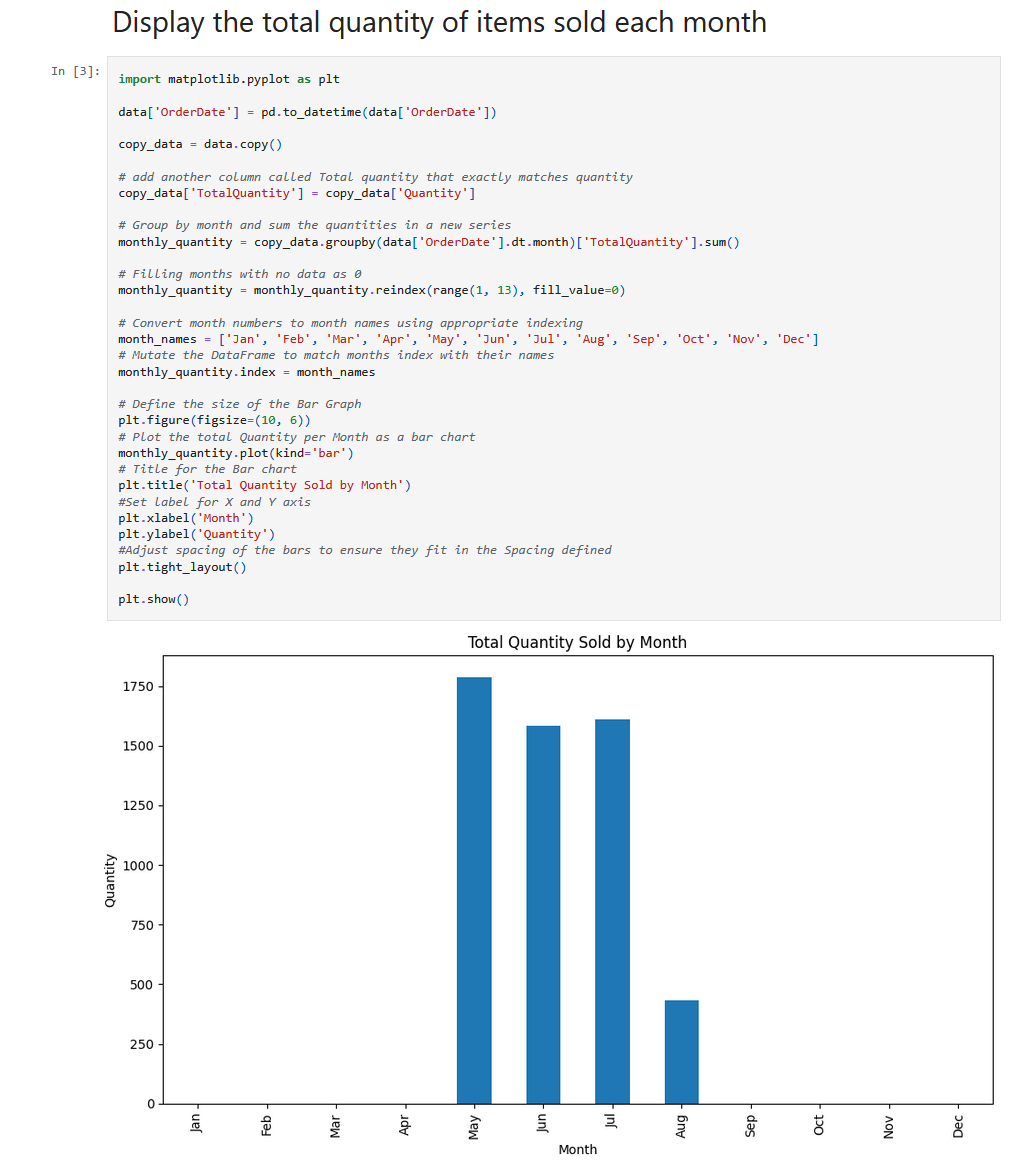 Display the total quantity of items sold each month
In [3]:
import matplotlib.pyplot as plt
data['OrderDate'] = pd.to_datetime(data['OrderDate'])
copy_data = data.copy()
# add another column called Total quantity that exactly matches quantity
copy_data['TotalQuantity'] = copy_data['Quantity']
# Group by month and sum the quantities in a new series
monthly_quantity = copy_data.groupby(data['OrderDate'].dt.month)['TotalQuantity'].sum()
# Filling months with no data as 0
monthly_quantity = monthly_quantity.reindex(range(1, 13), fill_value=0)
# Convert month numbers to month names using appropriate indexing
month_names = ['Jan', 'Feb', 'Mar', 'Apr', 'May', 'Jun', 'Jul', 'Aug', 'Sep', 'Oct', 'Nov', 'Dec']
# Mutate the DataFrame to match months index with their names
monthly_quantity.index = month_names
# Define the size of the Bar Graph
plt.figure(figsize=(10, 6))
# Plot the total Quantity per Month as a bar chart
monthly_quantity.plot(kind='bar')
# Title for the Bar chart
plt.title('Total Quantity Sold by Month')
#Set label for X and Y axis
plt.xlabel('Month')
plt.ylabel('Quantity')
#Adjust spacing of the bars to ensure they fit in the Spacing defined
plt.tight_layout()
plt.show()
Total Quantity Sold by Month
Quantity
1750
1500
1250
1000
750
500
250
0
Jan Feb Mar Apr May Jun Jul Aug Sep Oct Nov Dec
Month